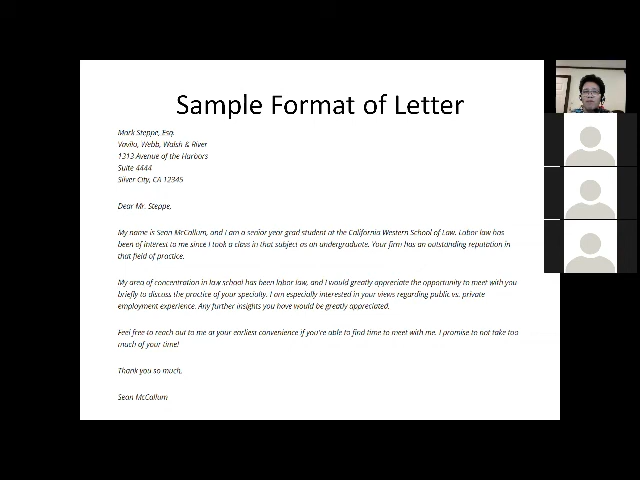 Sample Format of Letter
Mark Steppe, Esq.
Vavila, Webb, Walsh & River
1313 Avenue of the Harbors
Suite 4444
Silver City, CA 12345
Dear Mr. Steppe,
My name is Sean McCallum, and I am a senior year grad student at the California Western School of Law. Labor law has
been of interest to me since I took a class in that subject as an undergraduate. Your firm has an outstanding reputation in
that field of practice.
My area of concentration in law school has been labor law, and I would greatly appreciate the opportunity to meet with you
briefly to discuss the practice of your specialty. I am especially interested in your views regarding public vs. private
employment experience. Any further insights you have would be greatly appreciated.
Feel free to reach out to me at your earliest convenience if you're able to find time to meet with me. I promise to not take too
much of your time!
Thank you so much,
Sean McCallum